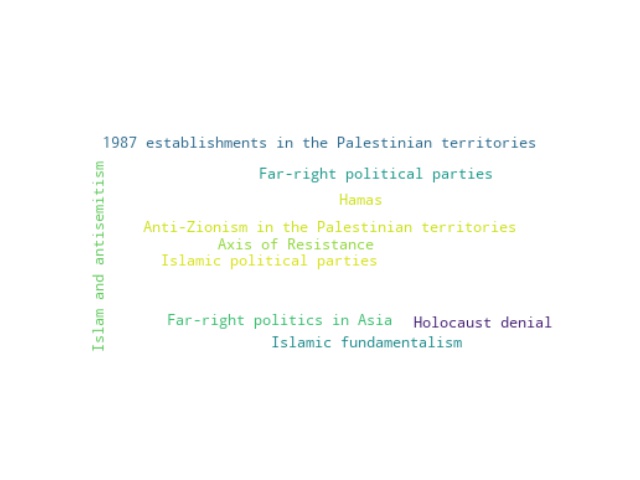 1987 establishments in the Palestinian territories
Islam and antisemitism
Far-right political parties
Hamas
Anti-Zionism in the Palestinian territories
Axis of Resistance
Islamic political parties
Far-right politics in Asia
Holocaust denial
Islamic fundamentalism